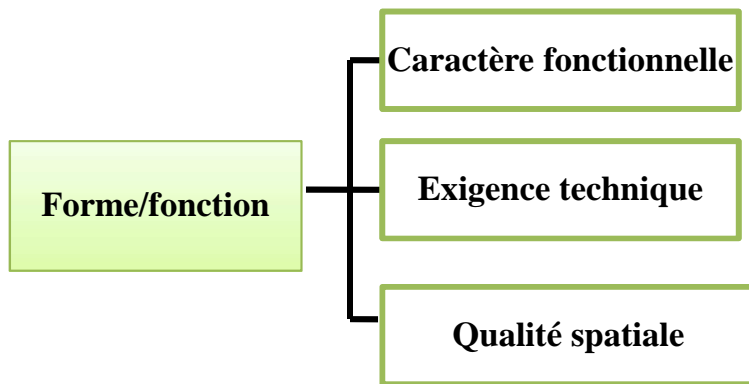 Caractère fonctionnelle
Forme/fonction
Exigence technique
Qualité spatiale